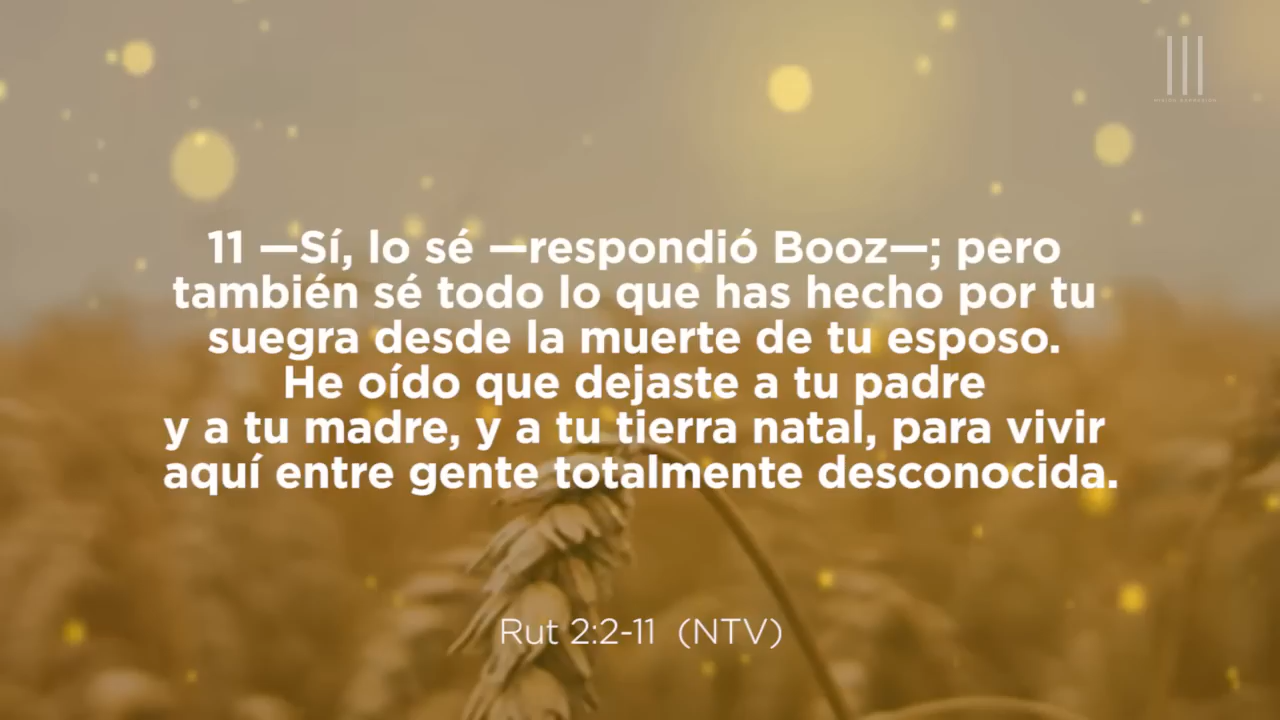 11 —Sí, lo sé —respondió Booz—; pero
también sé todo lo que has hecho por tu
suegra desde la muerte de tu esposo.
He oído que dejaste a tu padre
y a tu madre, y a tu tierra natal, para vivir
aquí entre gente totalmente desconocida.
Rut 2:2-11 (NTV)